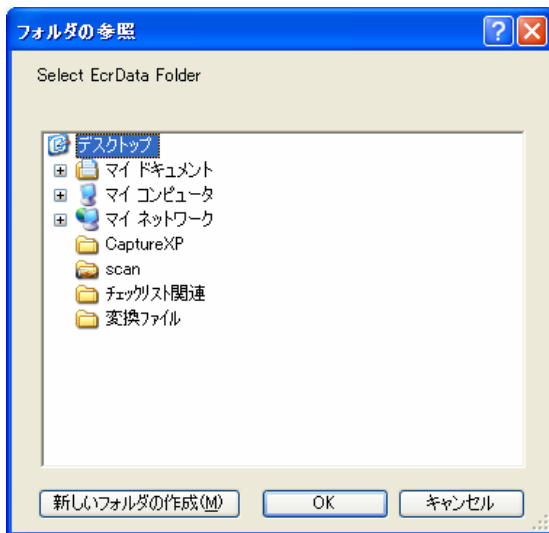 フォルダの参照
Select EcrData Folder
デスクトップ
マイ ドキュメント
マイ コンピュータ
マイ ネットワーク
CaptureXP
scan
チェックリスト関連
変換ファイル
新しいフォルダの作成(M) OK キャンセル